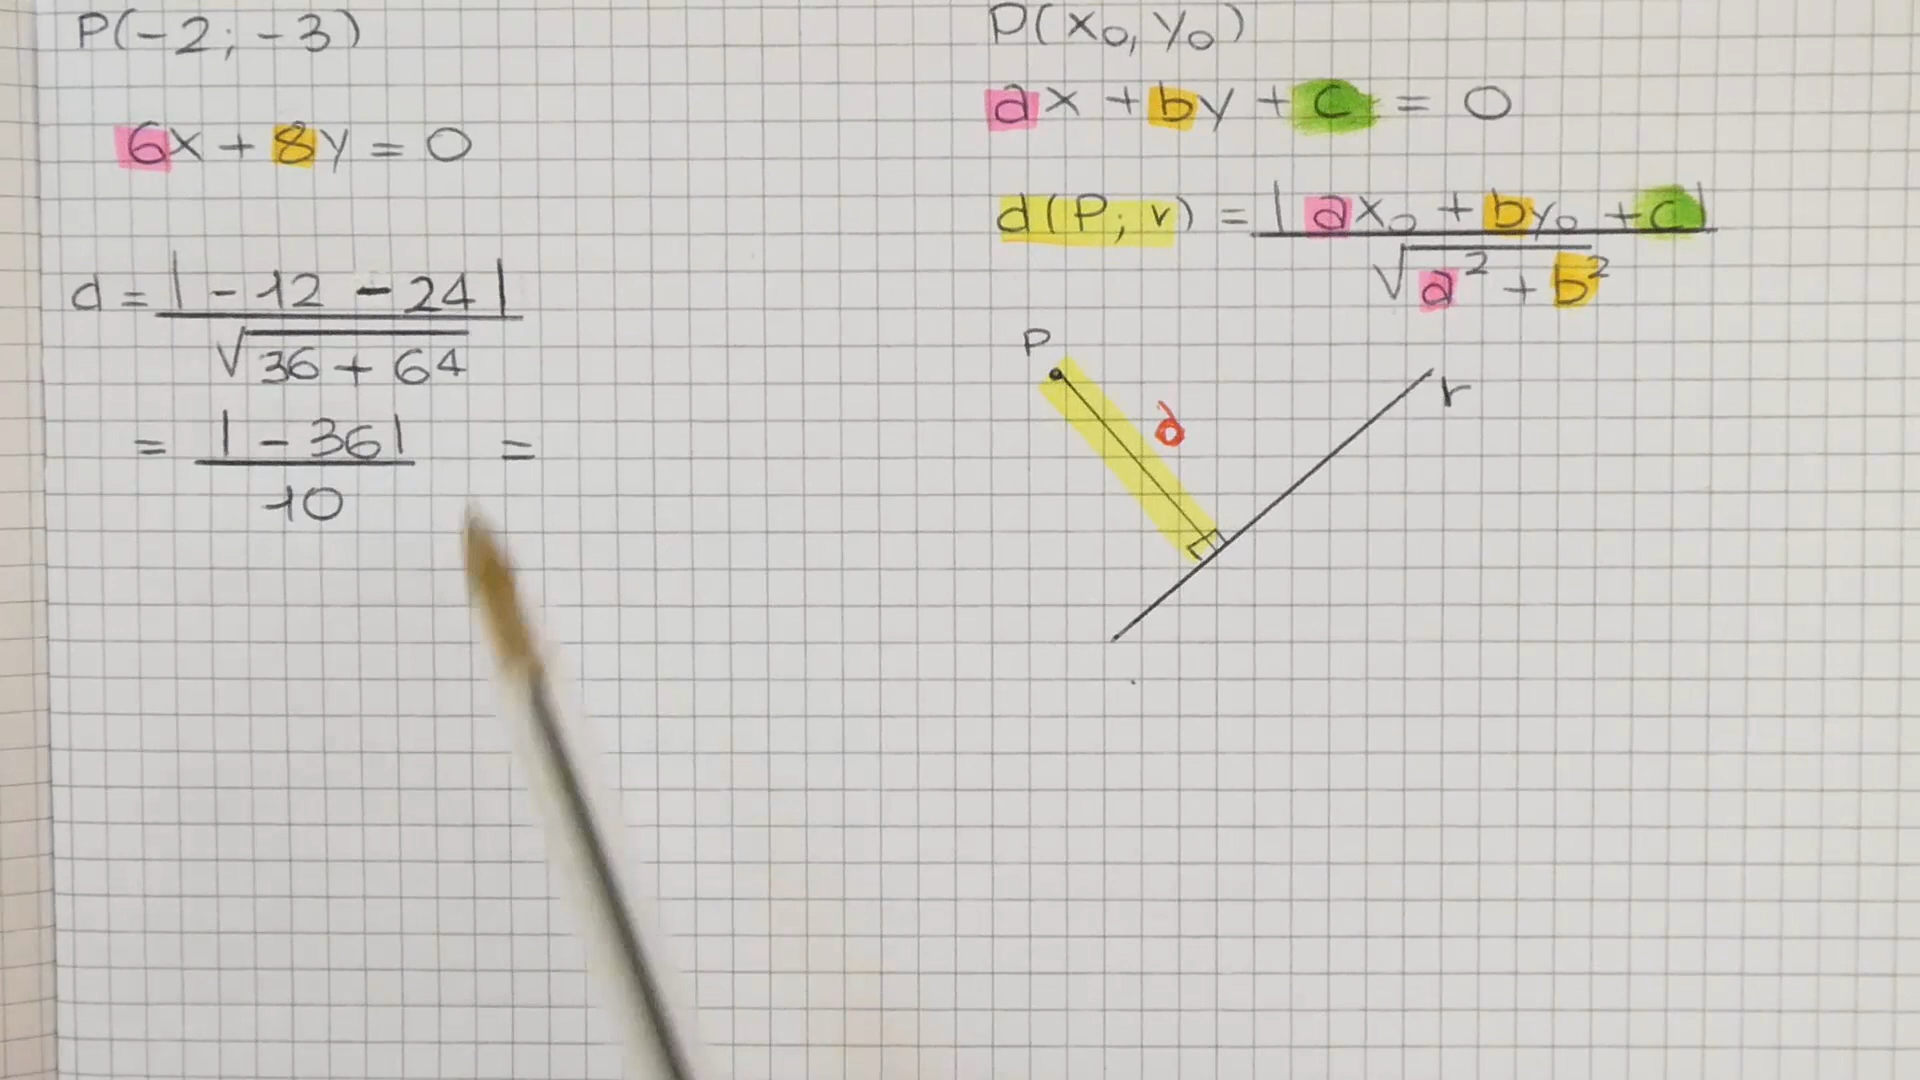 P(-2; -3)
6x + 8y = 0
d = |-12 - 24|
√36 + 64
= |-36| =
10
P(x₀, y₀)
ax + by + c = 0
d(P; r) = |ax₀ + by₀ + c|
√a² + b²
P
d
r